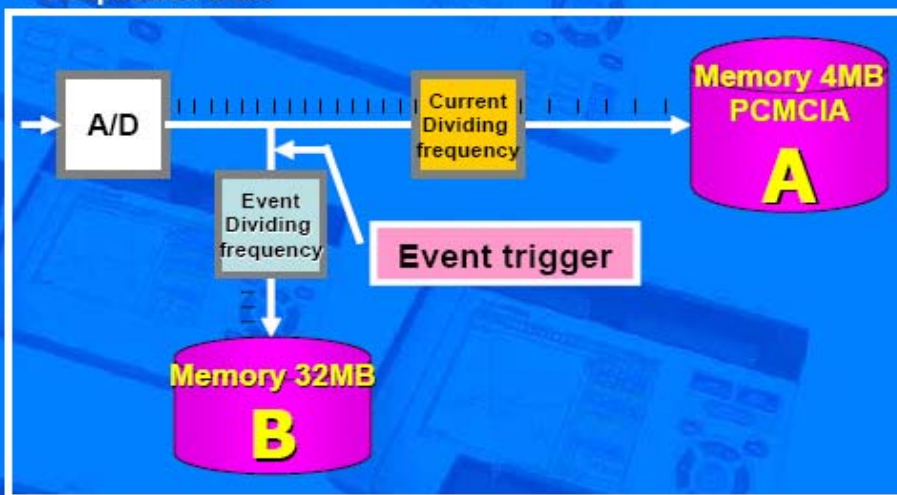 A/D
Current
Dividing
frequency
Memory 4MB
PCMCIA
A
Event
Dividing
frequency
Event trigger
Memory 32MB
B